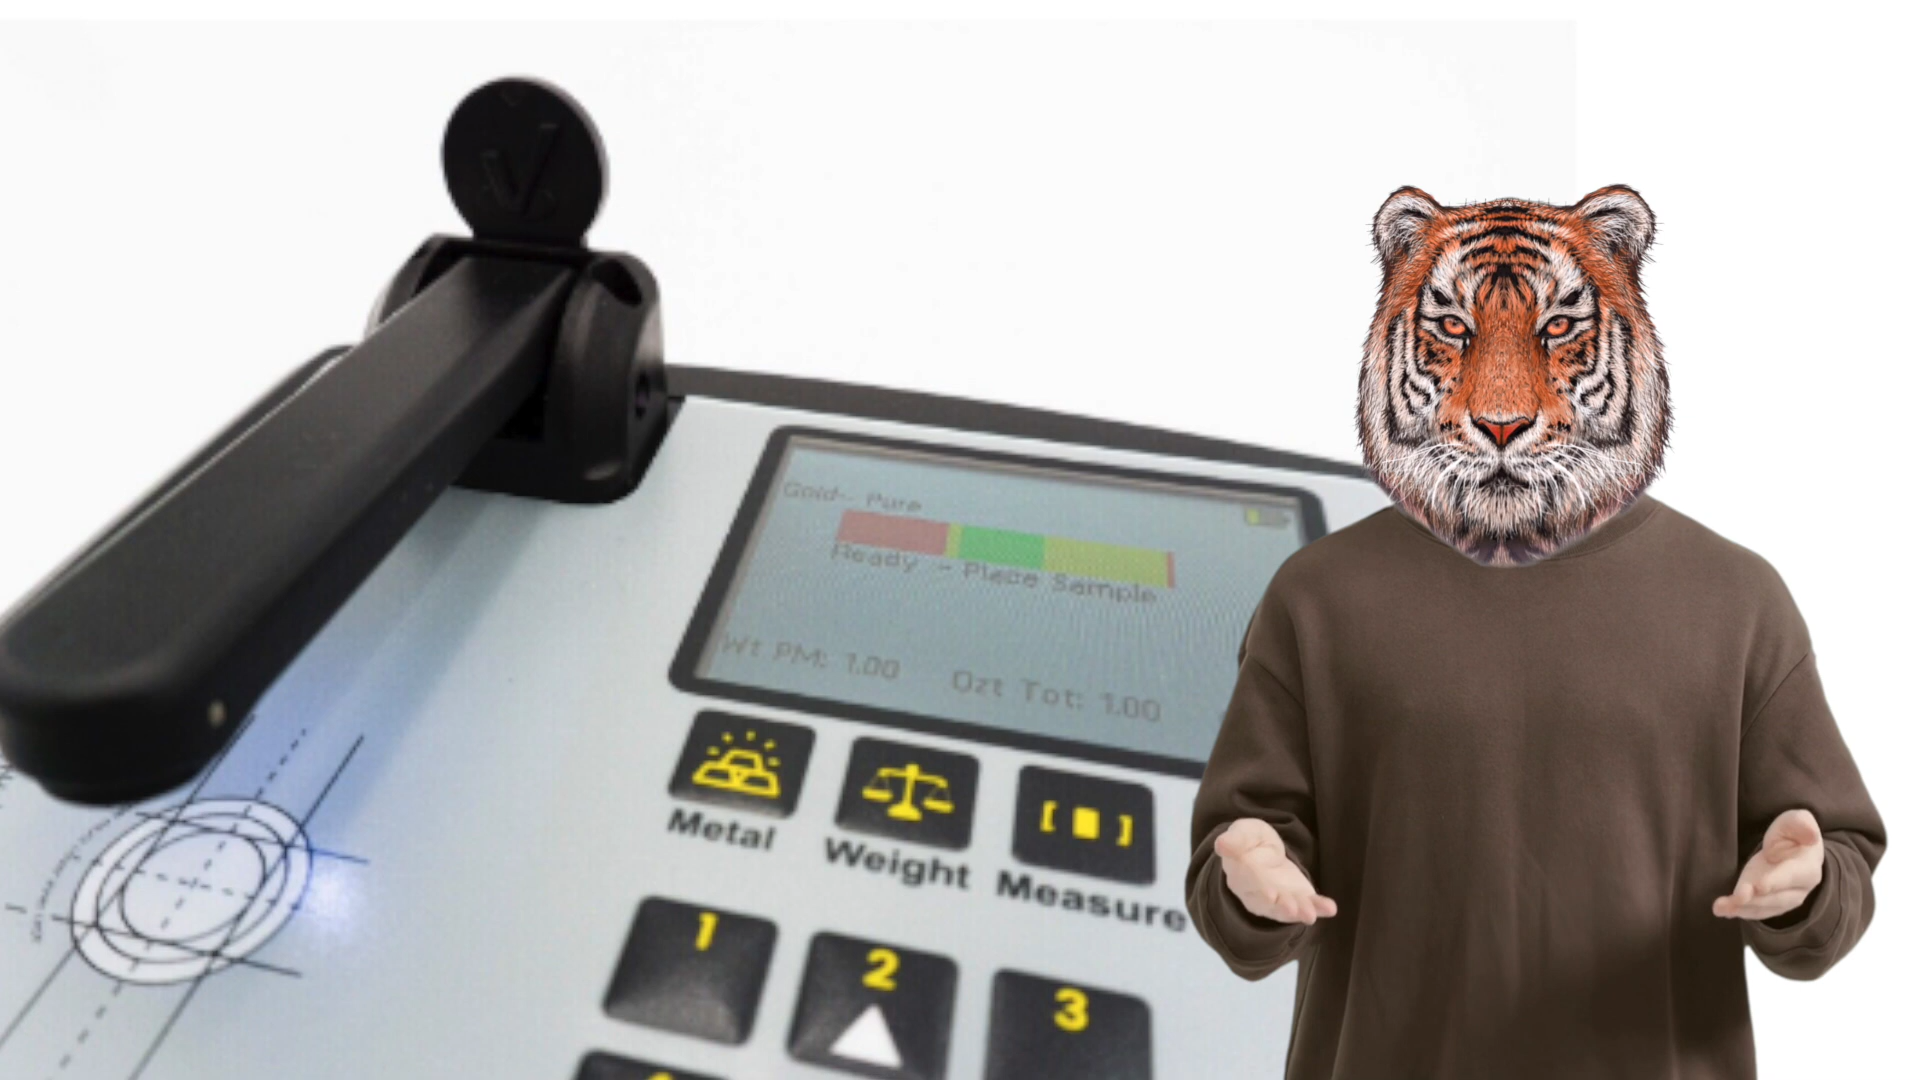 Gold- Pure
Ready - Place Sample
Wt PM: 1.00 Ozt Tot: 1.00
Metal
Weight
Measure
1
2
3